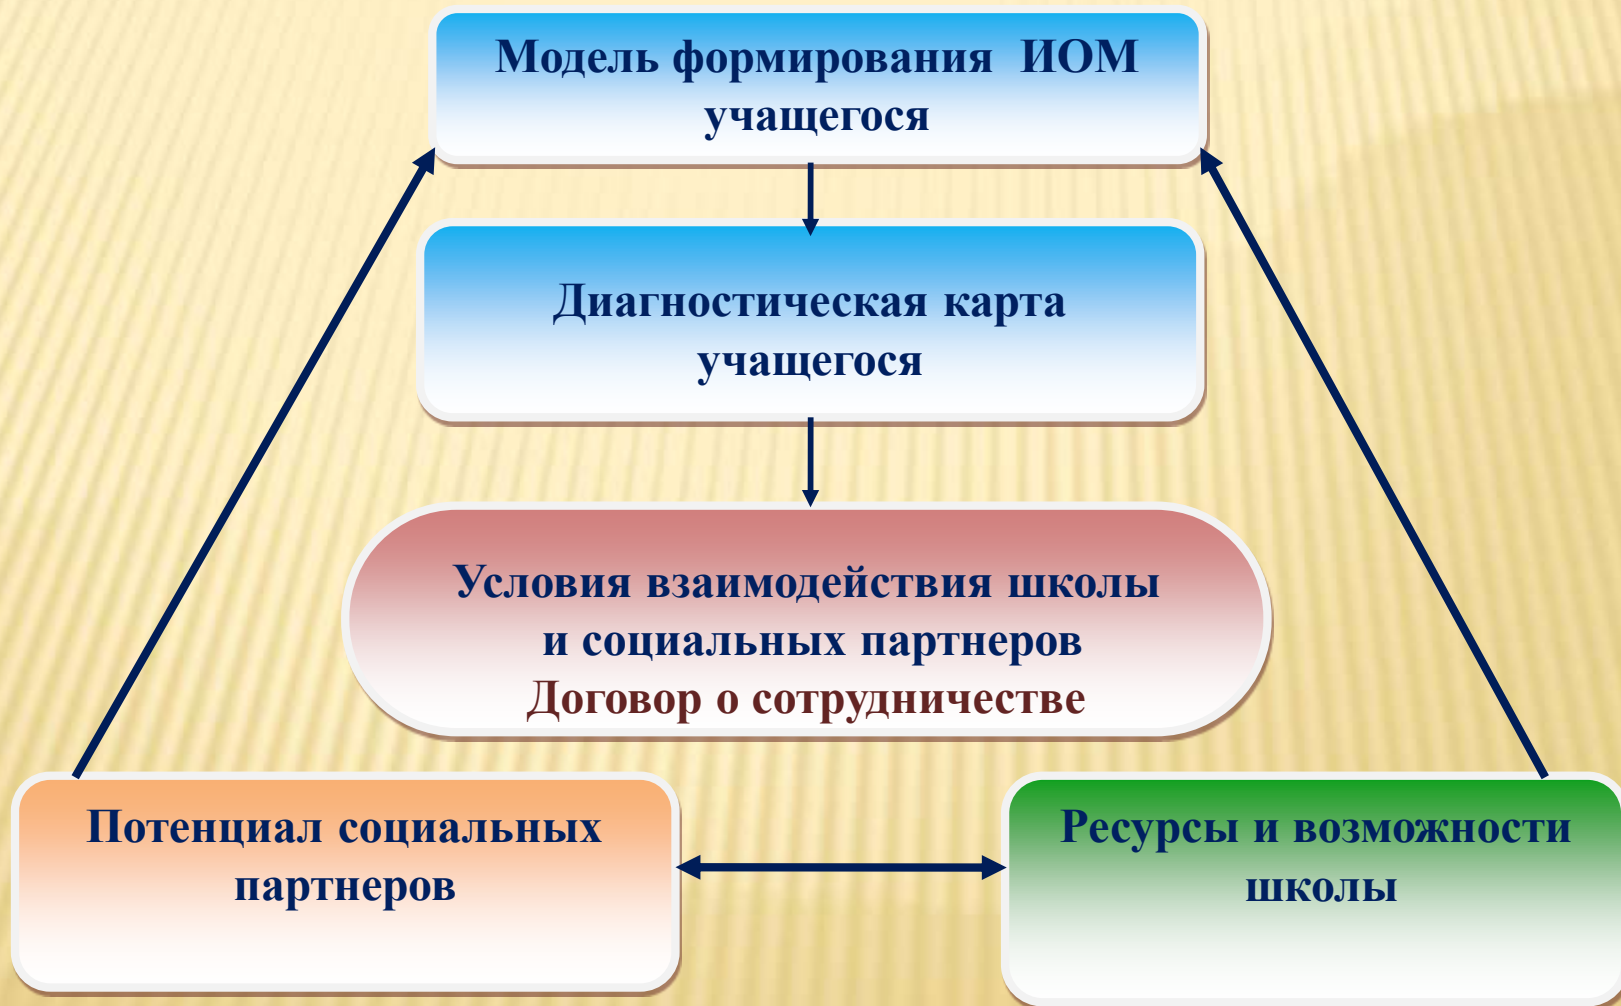 Модель формирования ИОМ
учащегося
Диагностическая карта
учащегося
Условия взаимодействия школы
и социальных партнеров
Договор о сотрудничестве
Потенциал социальных
партнеров
Ресурсы и возможности
школы